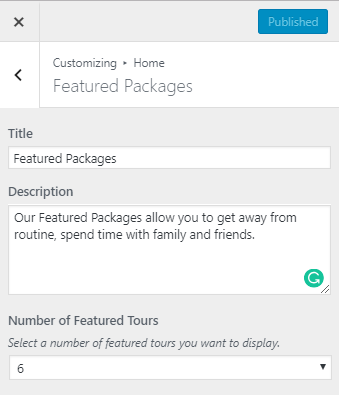 Published
Customizing ‣ Home
Featured Packages
Title
Featured Packages
Description
Our Featured Packages allow you to get away from
routine, spend time with family and friends.
Number of Featured Tours
Select a number of featured tours you want to display.
6